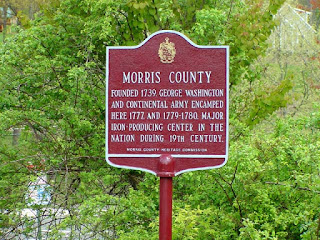 MORRIS COUNTY
FOUNDED 1739. GEORGE WASHINGTON
AND CONTINENTAL ARMY ENCAMPED
HERE 1777 AND 1779-1780. MAJOR
IRON-PRODUCING CENTER IN THE
NATION DURING 19TH CENTURY.
MORRIS COUNTY HERITAGE COMMISSION